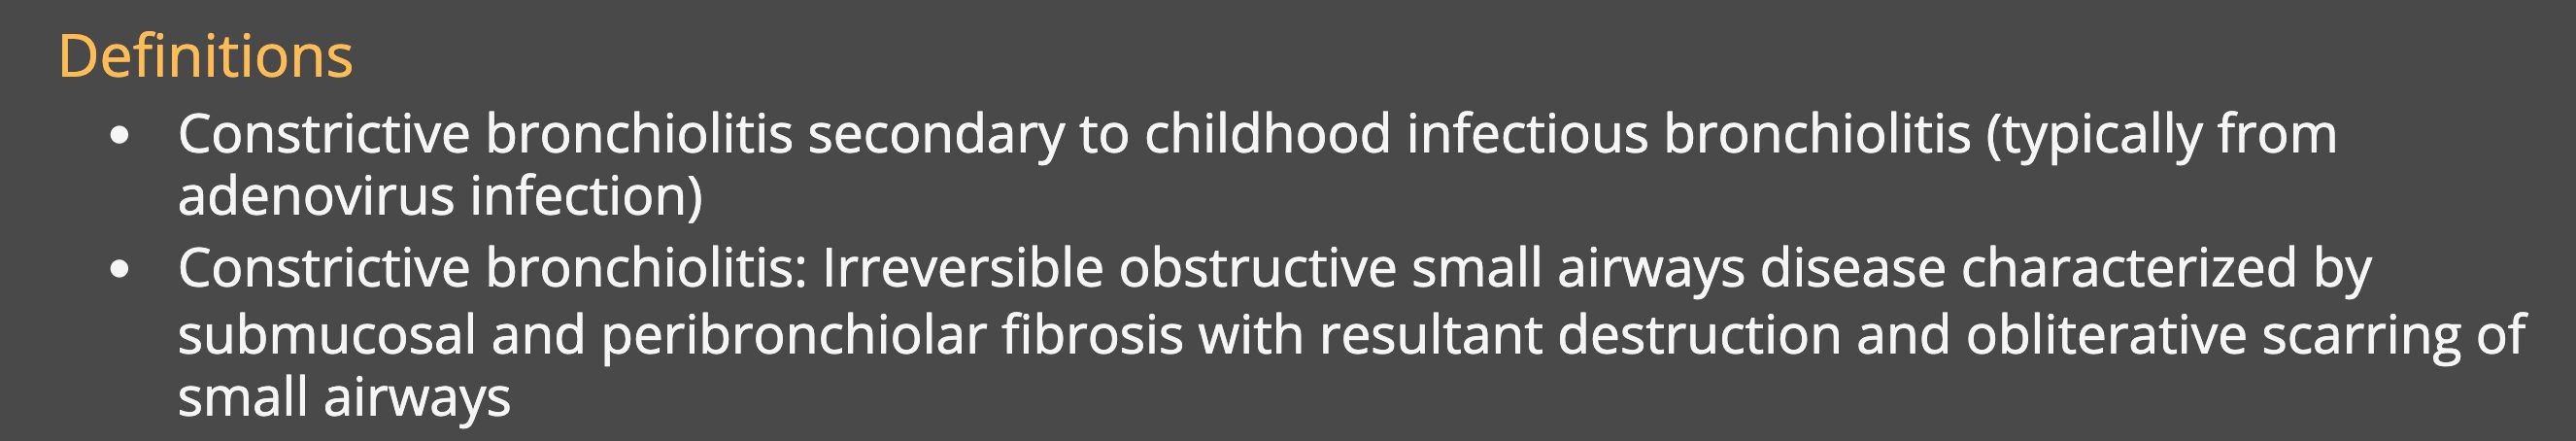 Definitions
• Constrictive bronchiolitis secondary to childhood infectious bronchiolitis (typically from
adenovirus infection)
• Constrictive bronchiolitis: Irreversible obstructive small airways disease characterized by
submucosal and peribronchiolar fibrosis with resultant destruction and obliterative scarring of
small airways